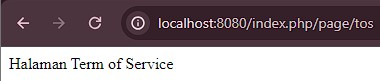 localhost:8080/index.php/page/tos
Halaman Term of Service